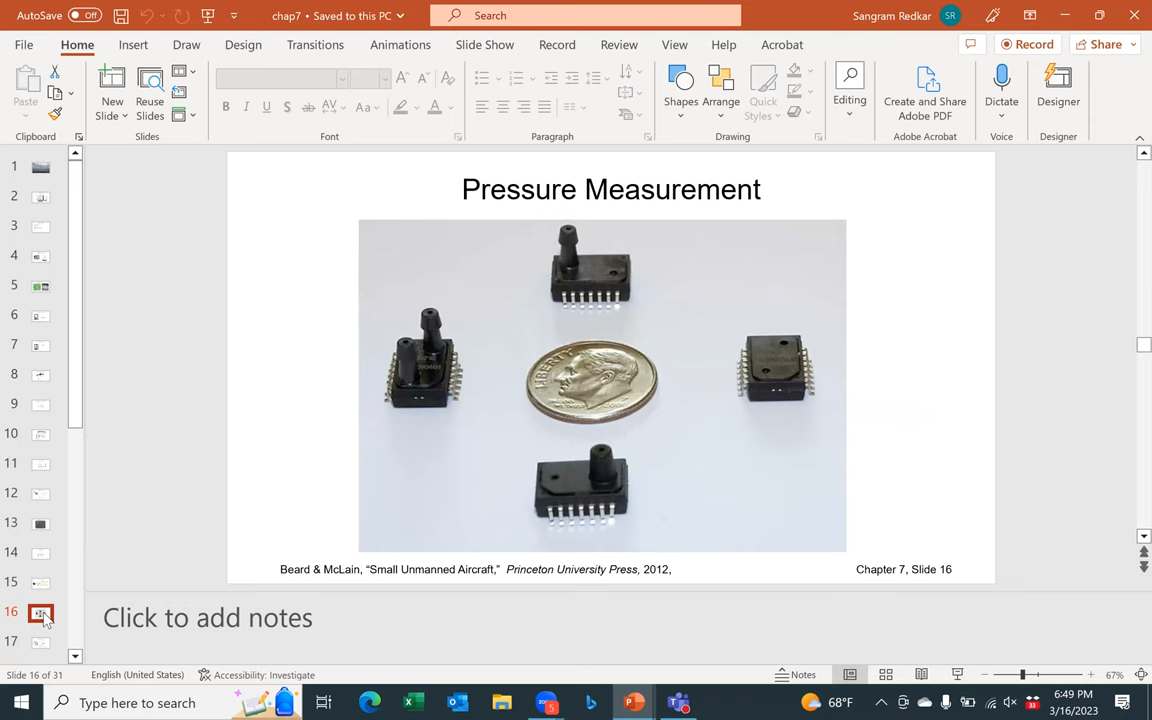 AutoSave Off chap7 • Saved to this PC Search Sangram Redkar SR
File Home Insert Draw Design Transitions Animations Slide Show Record Review View Help Acrobat Record Share
Paste New Slide Reuse Slides Shapes Arrange Quick Styles Editing Create and Share Adobe PDF Dictate Designer
B I U S ab AV Aa A
Clipboard Slides Font Paragraph Drawing Adobe Acrobat Voice Designer
1
2
3
4
5
6
7
8
9
10
11
12
13
14
15
16
17
Pressure Measurement
LIBERTY
Beard & McLain, “Small Unmanned Aircraft,” Princeton University Press, 2012, Chapter 7, Slide 16
Click to add notes
Slide 16 of 31 English (United States) Accessibility: Investigate Notes 67%
Type here to search 68°F 6:49 PM
3/16/2023